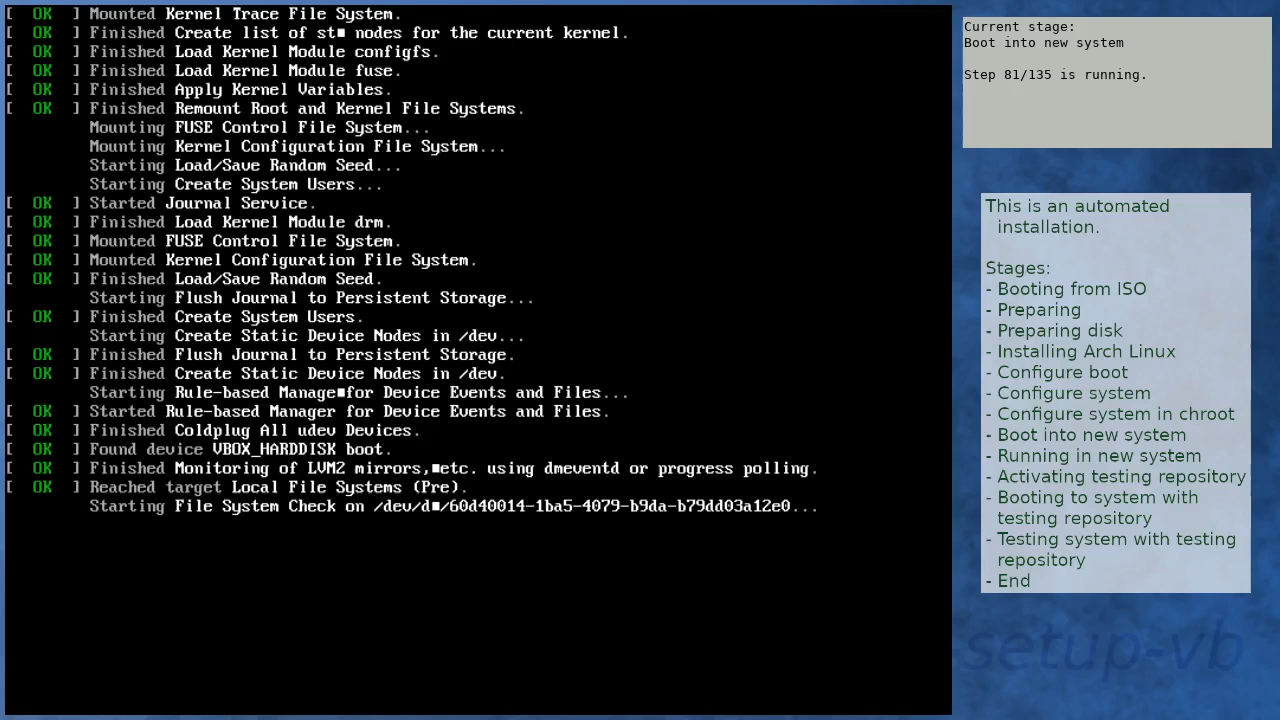 [  OK  ] Mounted Kernel Trace File System.
[  OK  ] Finished Create list of st■ nodes for the current kernel.
[  OK  ] Finished Load Kernel Module configfs.
[  OK  ] Finished Load Kernel Module fuse.
[  OK  ] Finished Apply Kernel Variables.
[  OK  ] Finished Remount Root and Kernel File Systems.
Mounting FUSE Control File System...
Mounting Kernel Configuration File System...
Starting Load/Save Random Seed...
Starting Create System Users...
[  OK  ] Started Journal Service.
[  OK  ] Finished Load Kernel Module drm.
[  OK  ] Mounted FUSE Control File System.
[  OK  ] Mounted Kernel Configuration File System.
[  OK  ] Finished Load/Save Random Seed.
Starting Flush Journal to Persistent Storage...
[  OK  ] Finished Create System Users.
Starting Create Static Device Nodes in /dev...
[  OK  ] Finished Flush Journal to Persistent Storage.
[  OK  ] Finished Create Static Device Nodes in /dev.
Starting Rule-based Manage■for Device Events and Files...
[  OK  ] Started Rule-based Manager for Device Events and Files.
[  OK  ] Finished Coldplug All udev Devices.
[  OK  ] Found device VBOX_HARDDISK boot.
[  OK  ] Finished Monitoring of LVM2 mirrors,■etc. using dmeventd or progress polling.
[  OK  ] Reached target Local File Systems (Pre).
Starting File System Check on /dev/d■/60d40014-1ba5-4079-b9da-b79dd03a12e0...
Current stage:
Boot into new system
Step 81/135 is running.
This is an automated
installation.
Stages:
- Booting from ISO
- Preparing
- Preparing disk
- Installing Arch Linux
- Configure boot
- Configure system
- Configure system in chroot
- Boot into new system
- Running in new system
- Activating testing repository
- Booting to system with
testing repository
- Testing system with testing
repository
- End
setup-vb